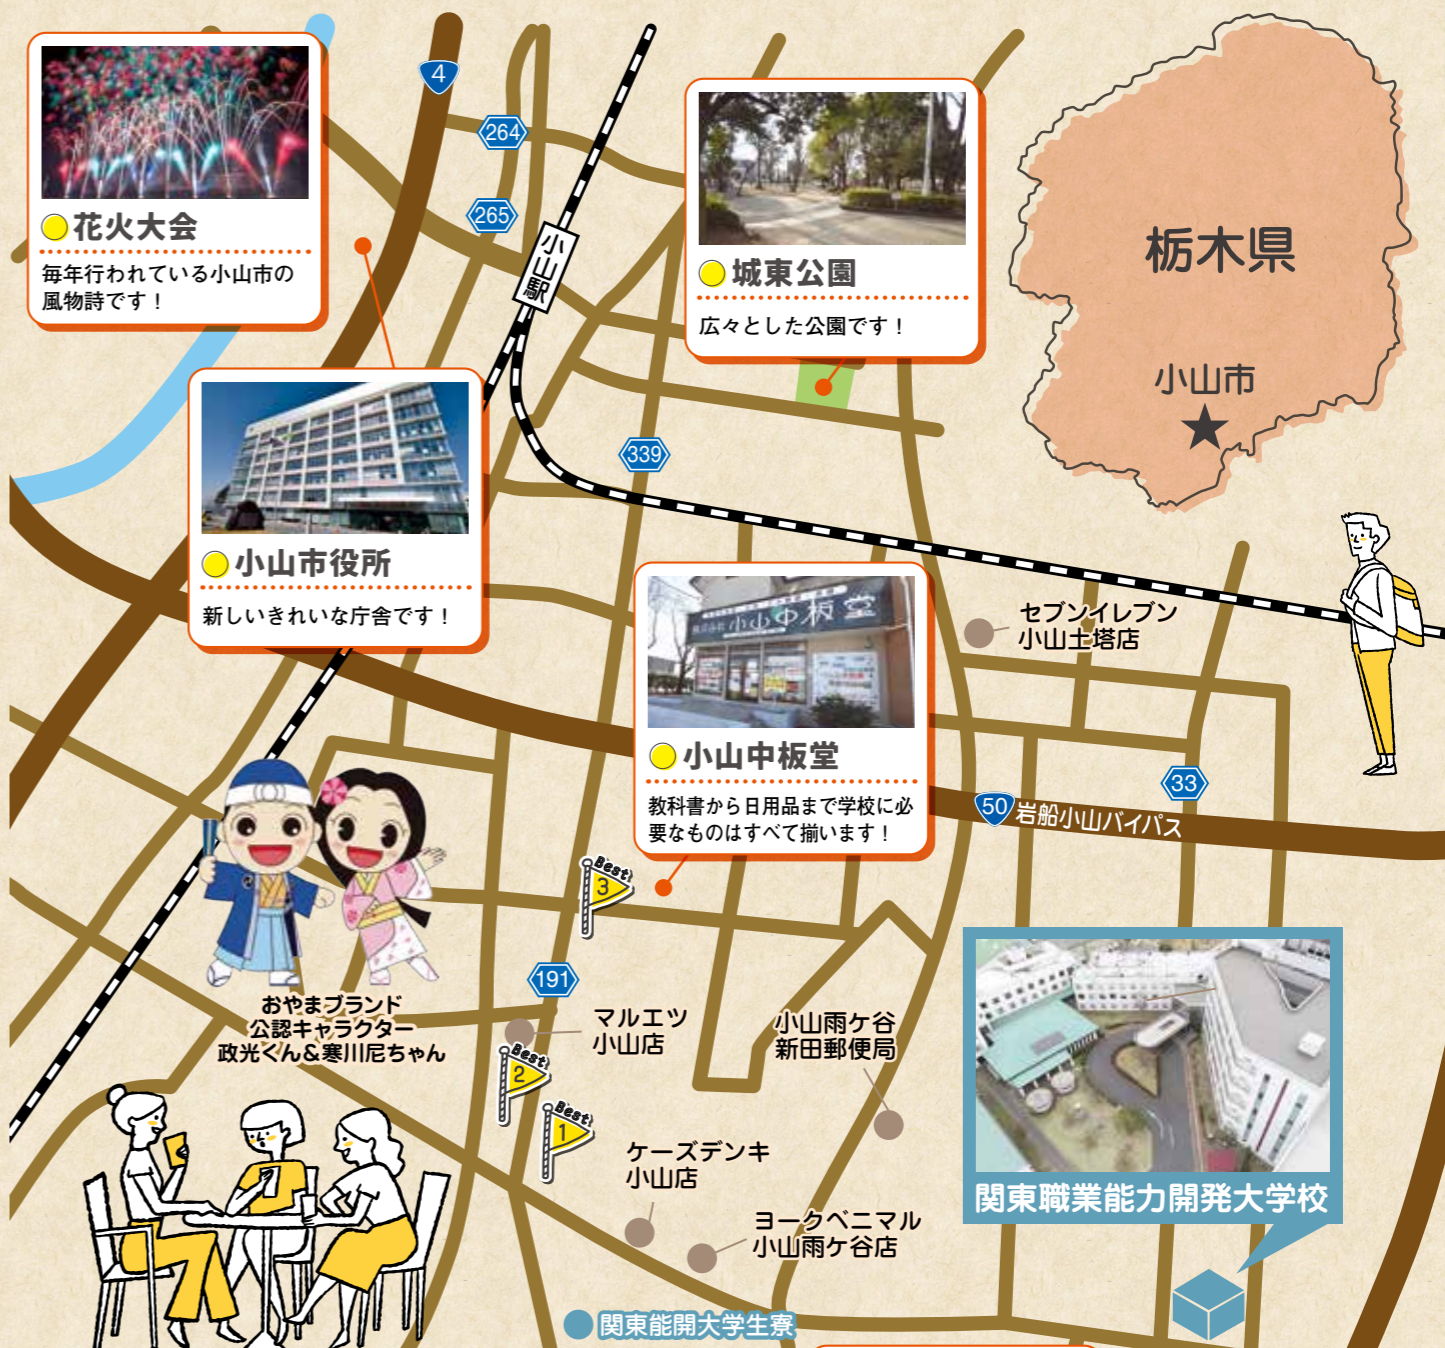 4
264
265
小山駅
花火大会
毎年行われている小山市の
風物詩です！
城東公園
広々とした公園です！
栃木県
小山市
小山市役所
新しいきれいな庁舎です！
339
小山中板堂
小山中板堂
教科書から日用品まで学校に必
要なものはすべて揃います！
セブンイレブン
小山土塔店
33
50
岩船小山バイパス
Best!
3
191
おやまブランド
公認キャラクター
政光くん&寒川尼ちゃん
マルエツ
小山店
小山雨ケ谷
新田郵便局
Best!
2
Best!
1
ケーズデンキ
小山店
ヨークベニマル
小山雨ケ谷店
関東職業能力開発大学校
関東能開大学生寮